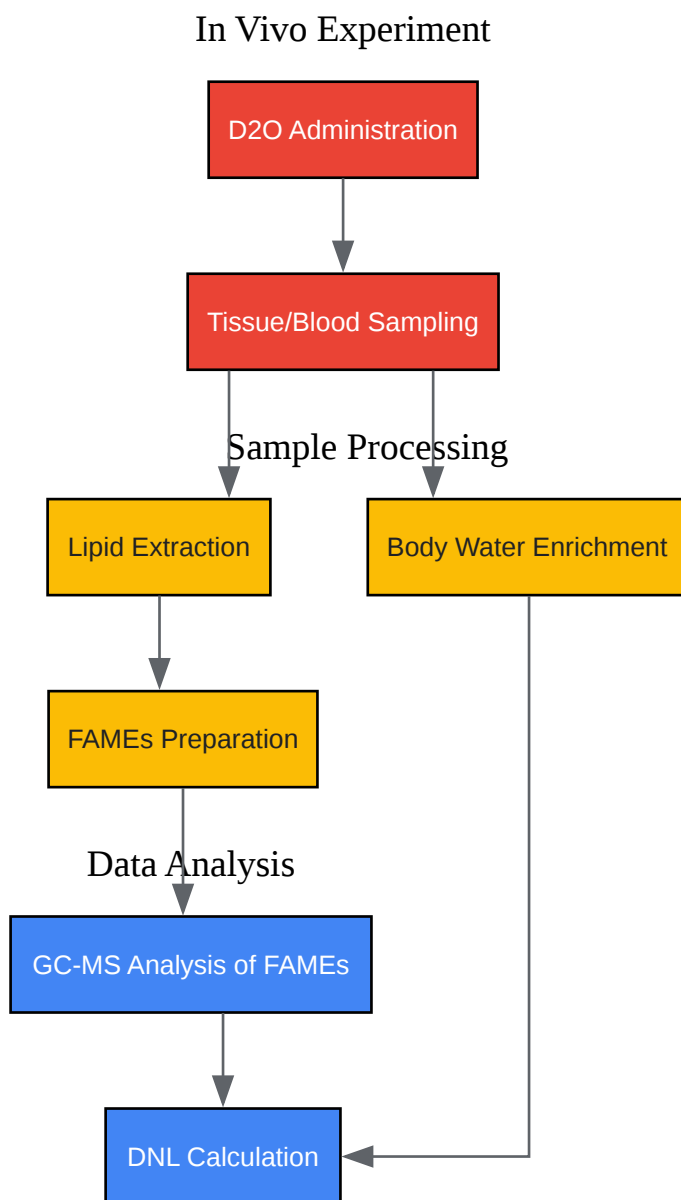 In Vivo Experiment
D2O Administration
Tissue/Blood Sampling
Sample Processing
Lipid Extraction
Body Water Enrichment
FAMEs Preparation
Data Analysis
GC-MS Analysis of FAMEs
DNL Calculation